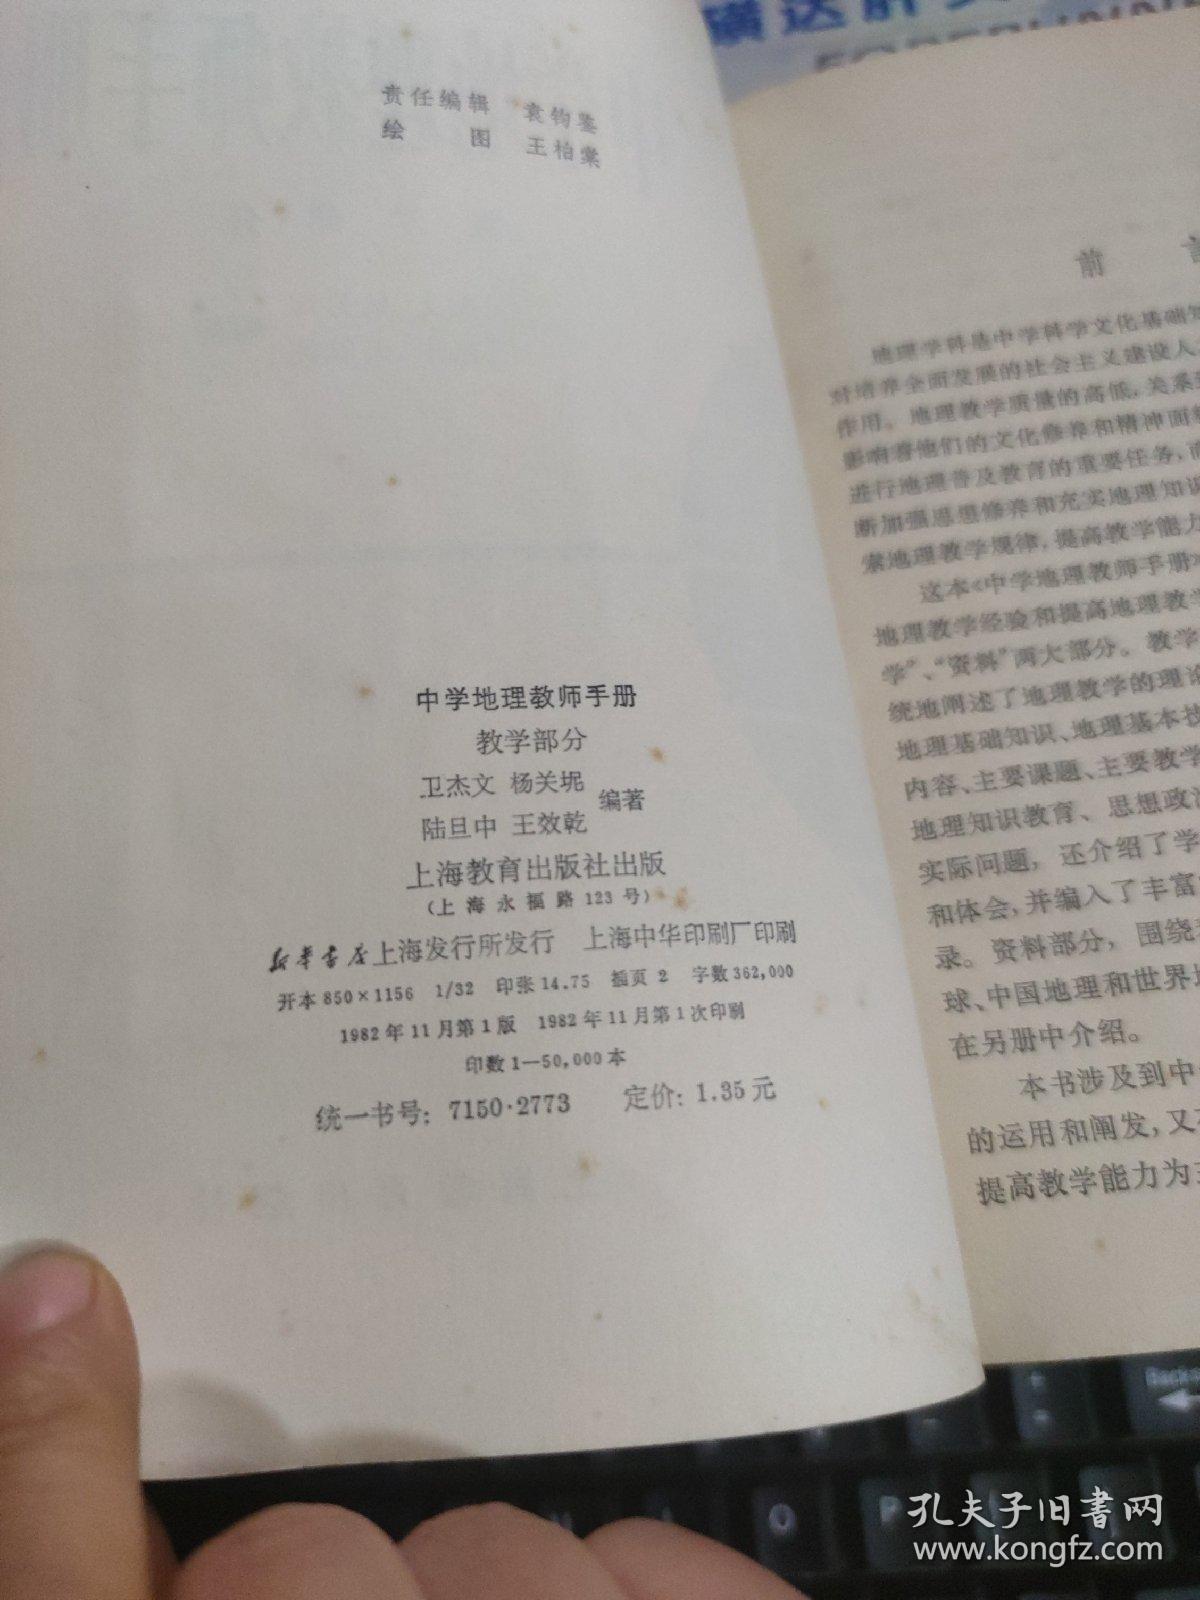 责任编辑 袁钧鉴
绘 图 王柏棠
中学地理教师手册
教学部分
卫杰文 杨关坭
陆旦中 王效乾
编著
上海教育出版社出版
(上海永福路123号)
新华书店上海发行所发行 上海中华印刷厂印刷
开本850×1156 1/32 印张14.75 插页2 字数362,000
1982年11月第1版 1982年11月第1次印刷
印数1—50,000本
统一书号:7150·2773 定价:1.35元
前
地理学科是中学科学文化基础知
对培养全面发展的社会主义建设人
作用。地理教学质量的高低,关系
影响着他们的文化修养和精神面
进行地理普及教育的重要任务,
断加强思想修养和充实地理知识
索地理教学规律,提高教学能力
这本《中学地理教师手册》
地理教学经验和提高地理教学
学”、“资料”两大部分。教学
统地阐述了地理教学的理论
地理基础知识、地理基本技
内容、主要课题、主要教学
地理知识教育、思想政
实际问题,还介绍了学
和体会,并编入了丰富
录。资料部分,围绕
球、中国地理和世界地
在另册中介绍。
本书涉及到中
的运用和阐发,又
提高教学能力为
孔夫子旧书网
www.kongfz.com